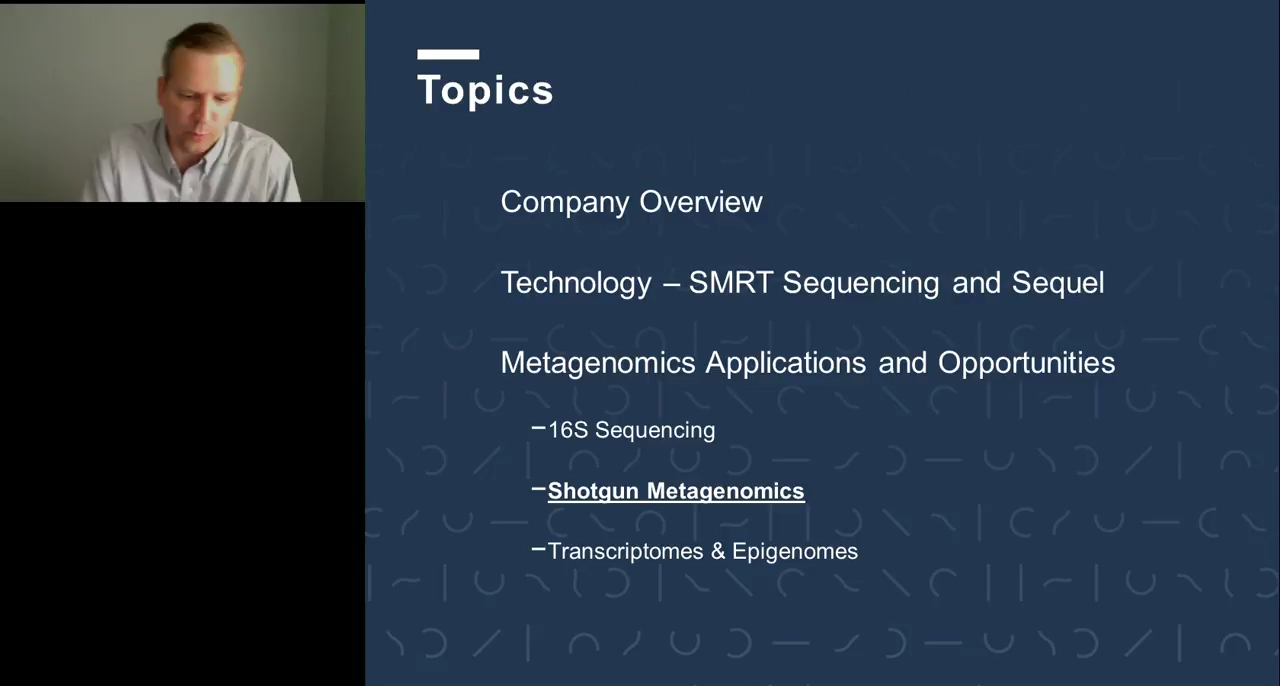 Topics
Company Overview
Technology – SMRT Sequencing and Sequel
Metagenomics Applications and Opportunities
–16S Sequencing
–Shotgun Metagenomics
–Transcriptomes & Epigenomes